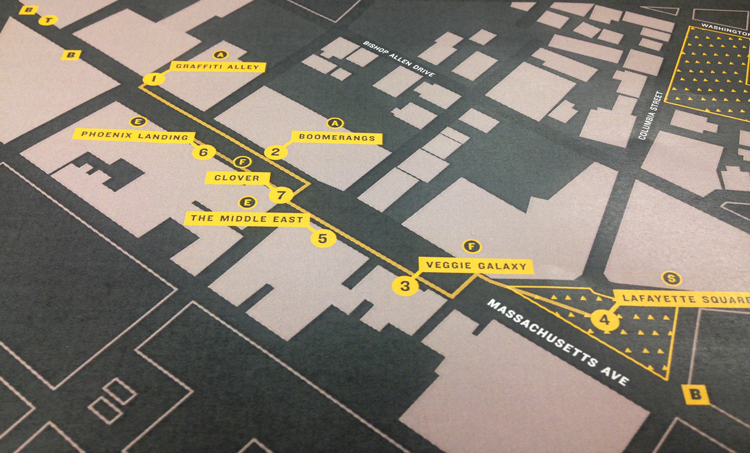 B
T
B
A
GRAFFITI ALLEY
1
BISHOP ALLEN DRIVE
WASHINGTON
COLUMBIA STREET
E
PHOENIX LANDING
6
A
BOOMERANGS
2
F
CLOVER
7
E
THE MIDDLE EAST
5
F
VEGGIE GALAXY
3
S
LAFAYETTE SQUARE
4
MASSACHUSETTS AVE
B